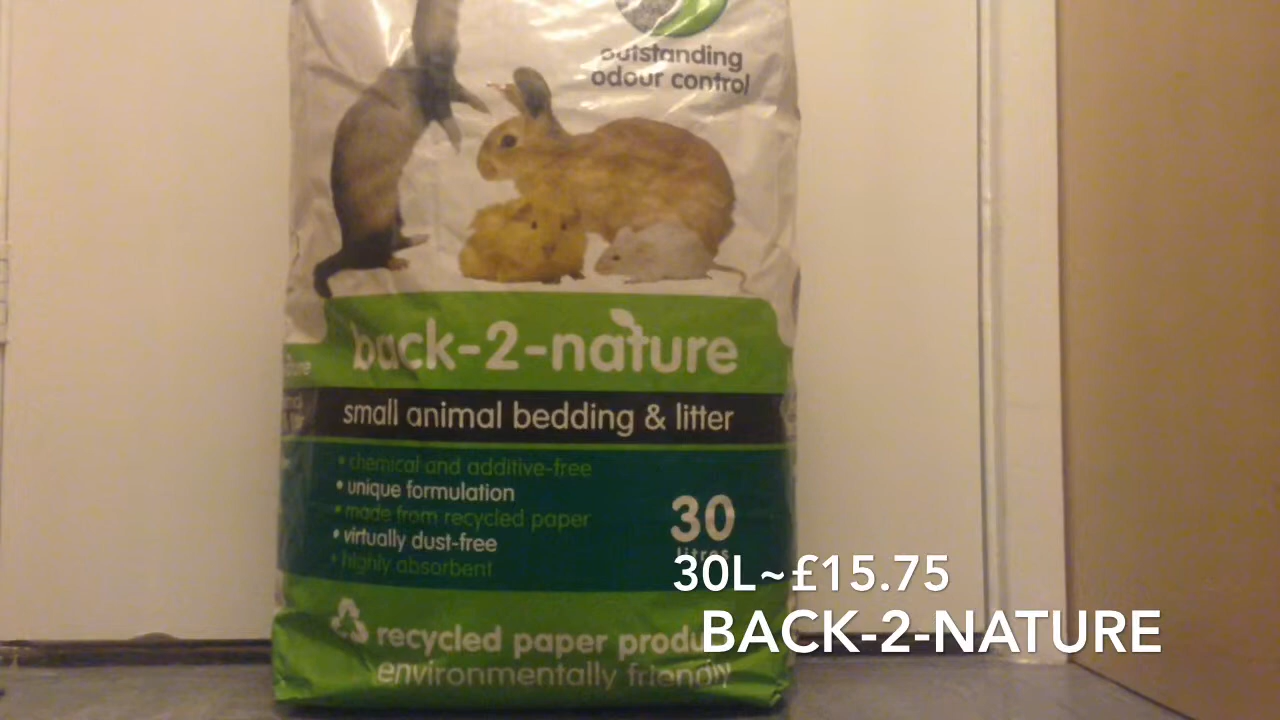 outstanding
odour control
back-2-nature
small animal bedding & litter
• chemical and additive-free
• unique formulation
• made from recycled paper
• virtually dust-free
• highly absorbent
30
litres
30L~£15.75
BACK-2-NATURE
recycled paper
environmentally friendly